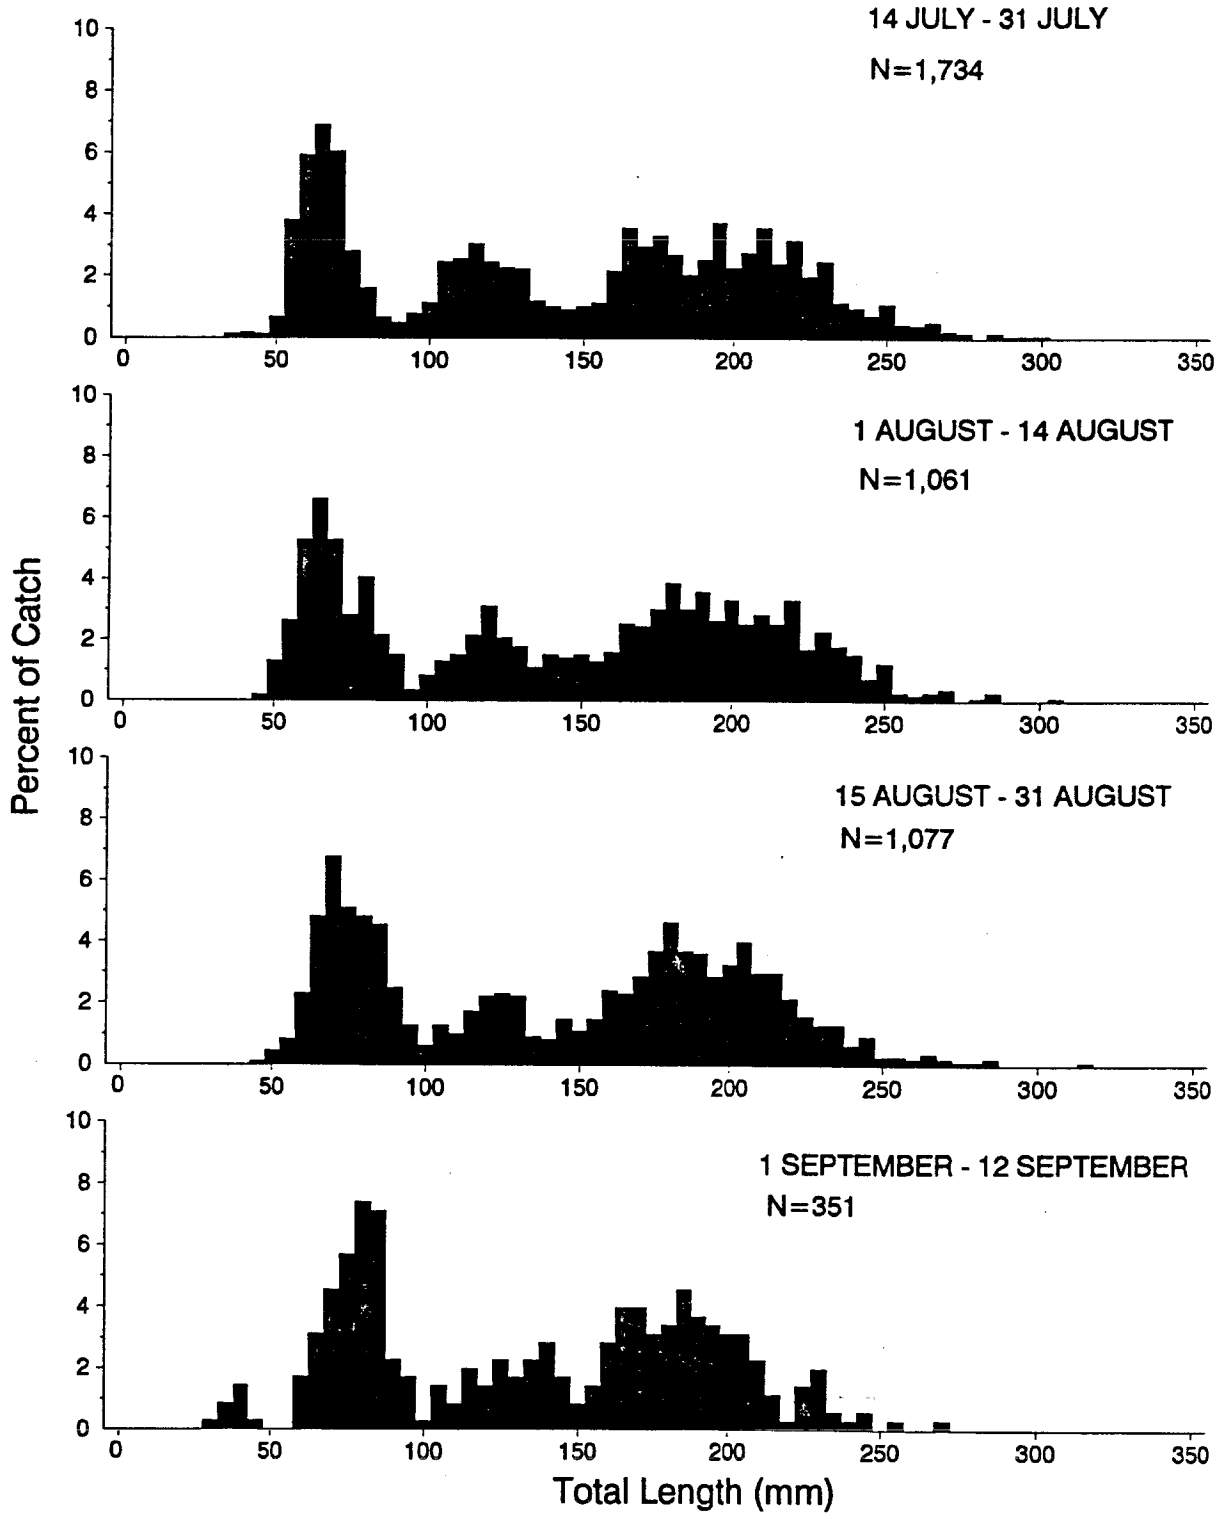 14 JULY - 31 JULY
N=1,734
10
8
6
4
2
0
0 50 100 150 200 250 300 350
1 AUGUST - 14 AUGUST
N=1,061
10
8
6
4
2
0
0 50 100 150 200 250 300 350
Percent of Catch
15 AUGUST - 31 AUGUST
N=1,077
10
8
6
4
2
0
0 50 100 150 200 250 300 350
1 SEPTEMBER - 12 SEPTEMBER
N=351
10
8
6
4
2
0
0 50 100 150 200 250 300 350
Total Length (mm)